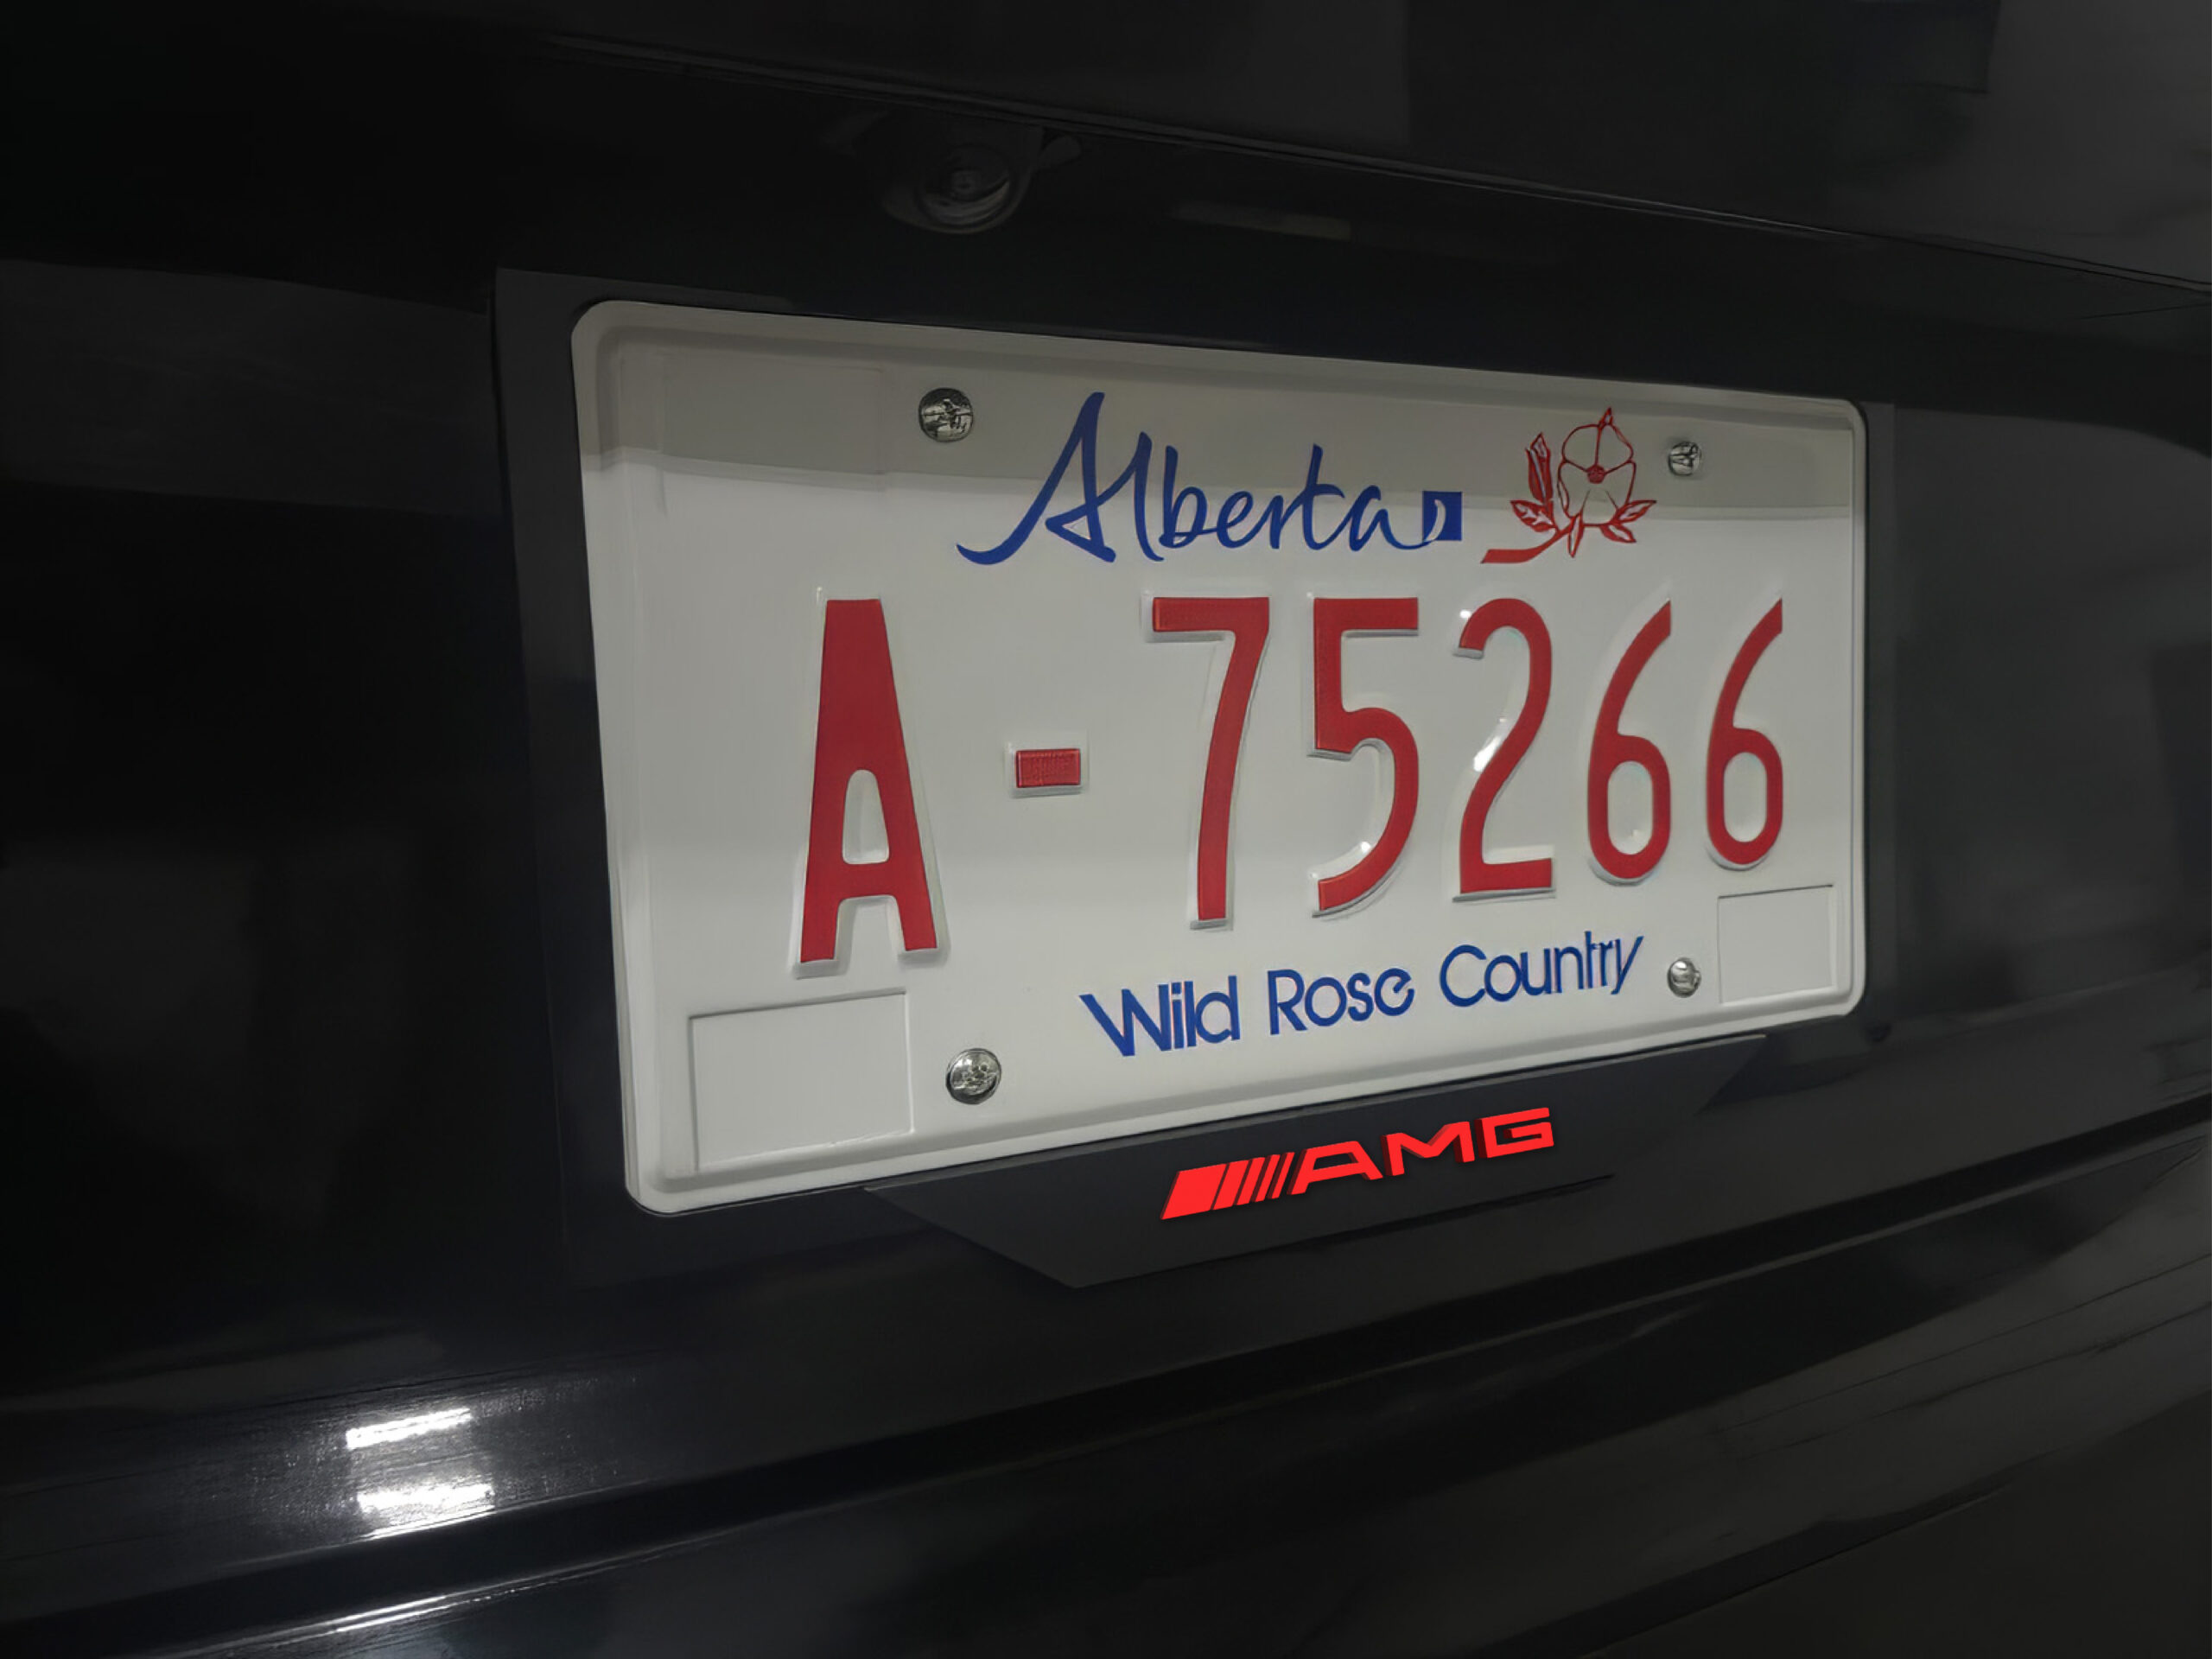 Alberta
A-75266
Wild Rose Country
AMG